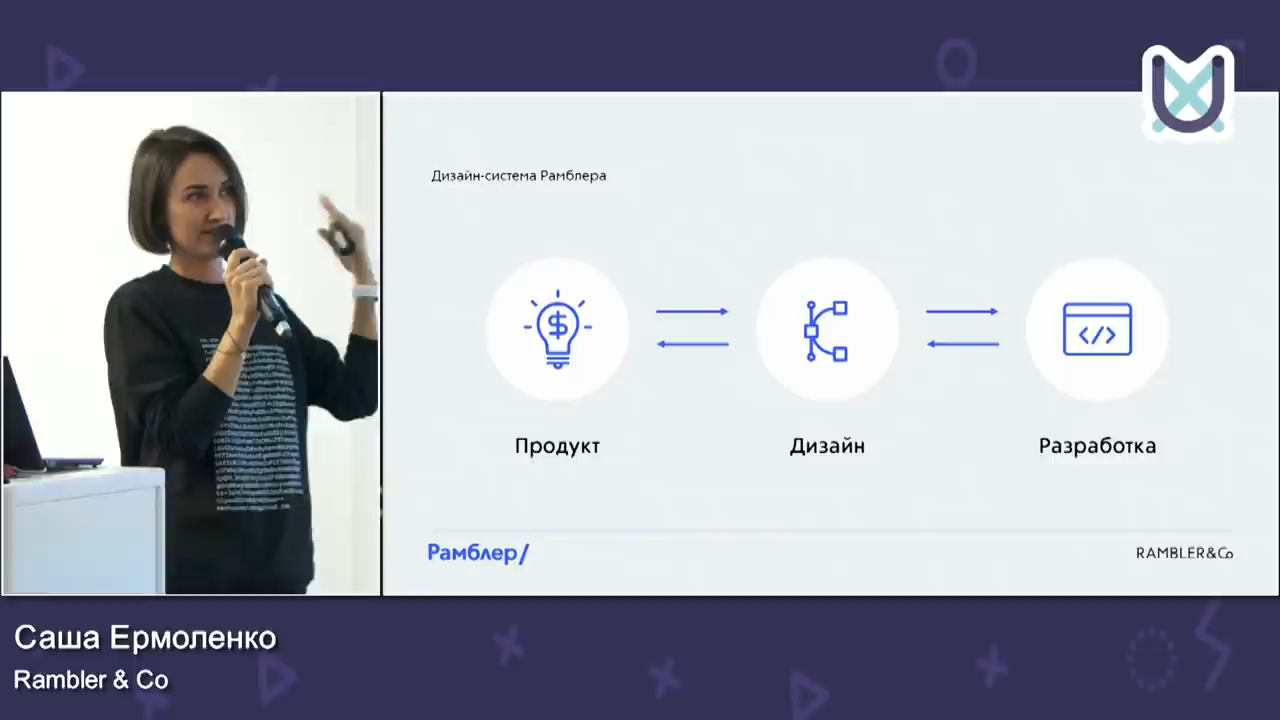 Дизайн-система Рамблера
$
</>
Продукт
Дизайн
Разработка
Рамблер/
RAMBLER&Co
Саша Ермоленко
Rambler & Co